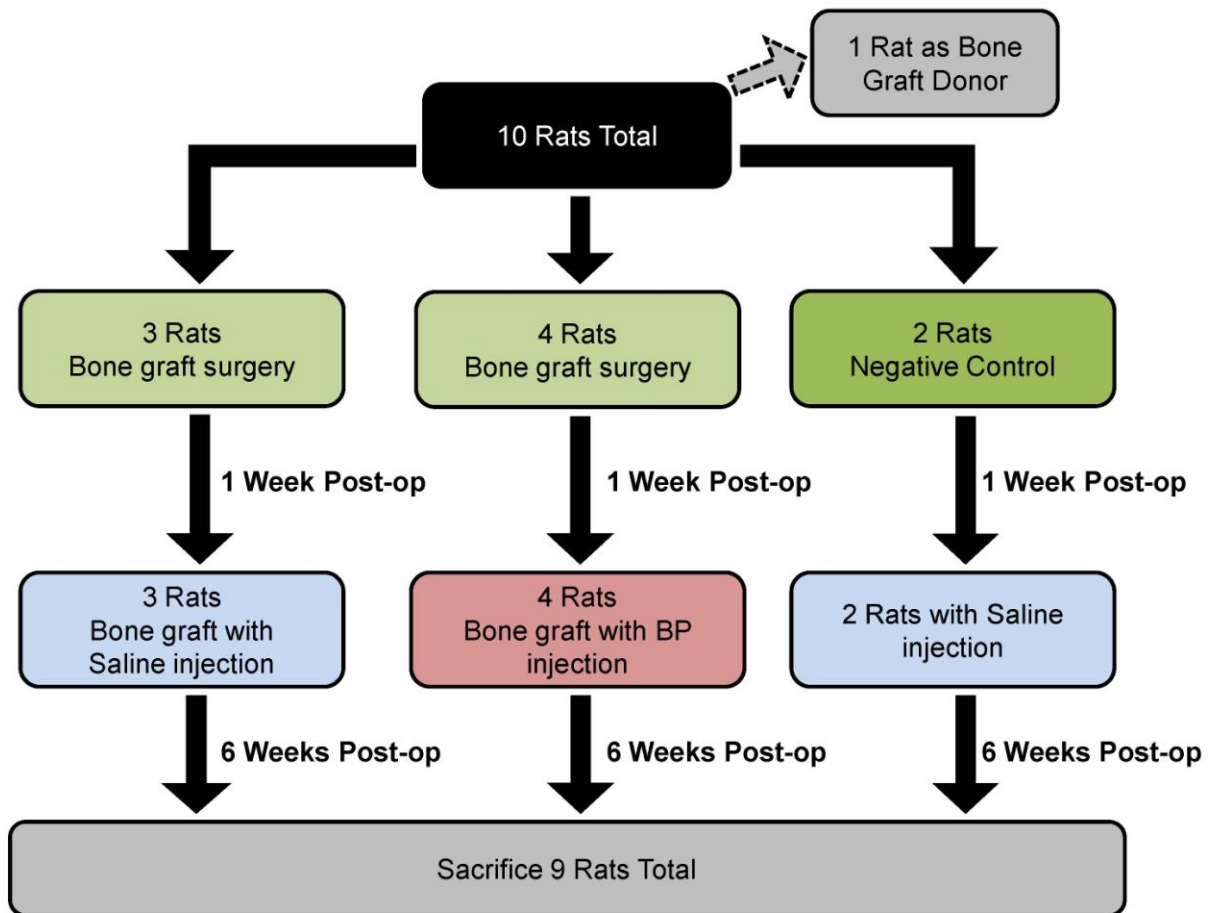 1 Rat as Bone
Graft Donor
10 Rats Total
3 Rats
Bone graft surgery
4 Rats
Bone graft surgery
2 Rats
Negative Control
1 Week Post-op
1 Week Post-op
1 Week Post-op
3 Rats
Bone graft with
Saline injection
4 Rats
Bone graft with BP
injection
2 Rats with Saline
injection
6 Weeks Post-op
6 Weeks Post-op
6 Weeks Post-op
Sacrifice 9 Rats Total